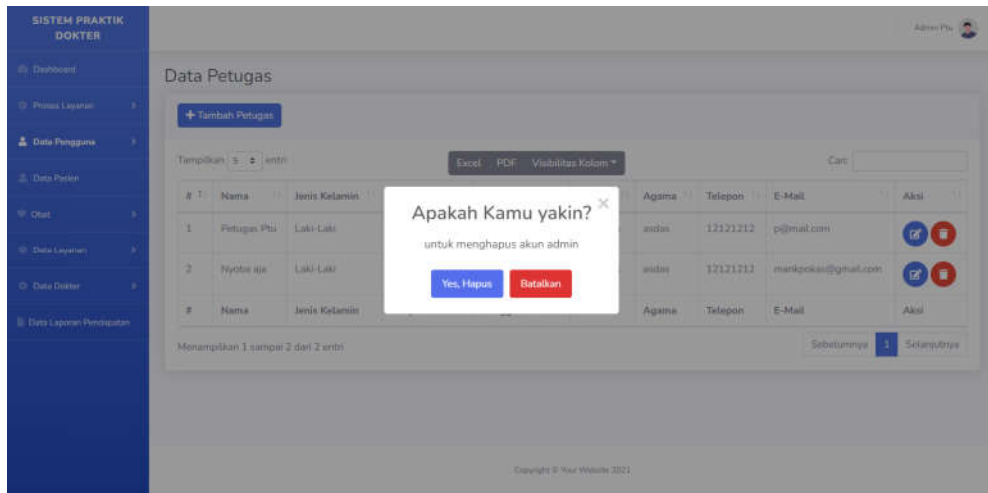 SISTEM PRAKTIK
DOKTER
Admin Ptu
Dashboard
Proses Layanan
Data Pengguna
Data Pasien
Obat
Data Layanan
Data Dokter
Data Laporan Pendapatan
Data Petugas
+ Tambah Petugas
Tampilkan 5 entri
Excel PDF Visibilitas Kolom
Cari:
# Nama Jenis Kelamin Agama Telepon E-Mail Aksi
1 Petugas Ptu Laki-Laki asdas 12121212 p@mail.com
2 Nyoba aja Laki-Laki asdas 12121212 mankpokas@gmail.com
# Nama Jenis Kelamin Agama Telepon E-Mail Aksi
Apakah Kamu yakin? ×
untuk menghapus akun admin
Yes, Hapus Batalkan
Menampilkan 1 sampai 2 dari 2 entri
Sebelumnya 1 Selanjutnya
Copyright © Your Website 2021